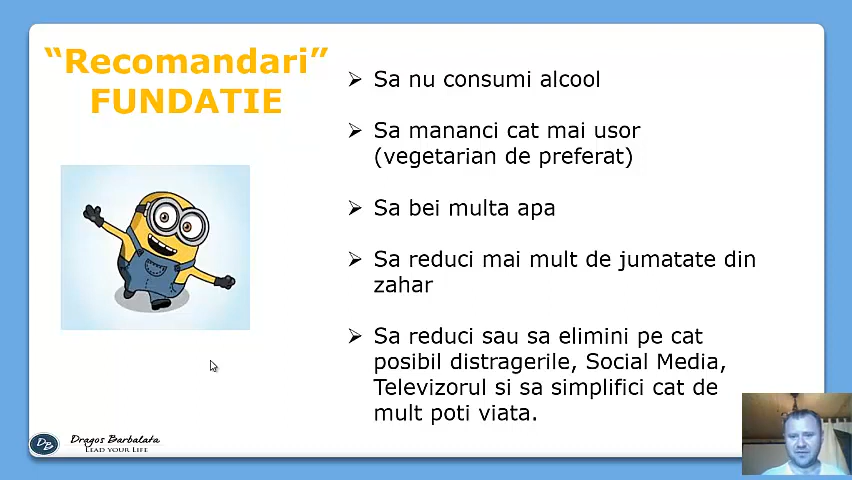 “Recomandari”
FUNDATIE
Sa nu consumi alcool
Sa mananci cat mai usor
(vegetarian de preferat)
Sa bei multa apa
Sa reduci mai mult de jumatate din
zahar
Sa reduci sau sa elimini pe cat
posibil distragerile, Social Media,
Televizorul si sa simplifici cat de
mult poti viata.
DB
Dragos Barbalata
LEAD YOUR LIFE